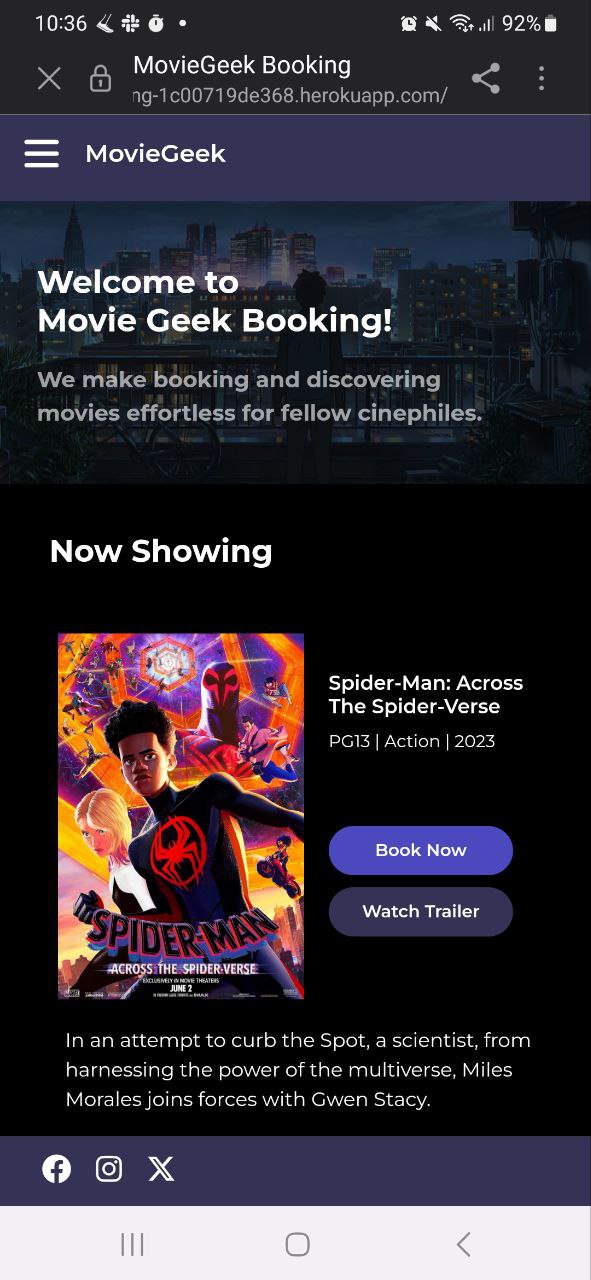 10:36
92%
MovieGeek Booking
ng-1c00719de368.herokuapp.com/
MovieGeek
Welcome to
Movie Geek Booking!
We make booking and discovering
movies effortless for fellow cinephiles.
Now Showing
Spider-Man: Across
The Spider-Verse
PG13 | Action | 2023
Book Now
Watch Trailer
SPIDER-MAN
ACROSS THE SPIDER-VERSE
EXCLUSIVELY IN MOVIE THEATERS
JUNE 2
In an attempt to curb the Spot, a scientist, from
harnessing the power of the multiverse, Miles
Morales joins forces with Gwen Stacy.